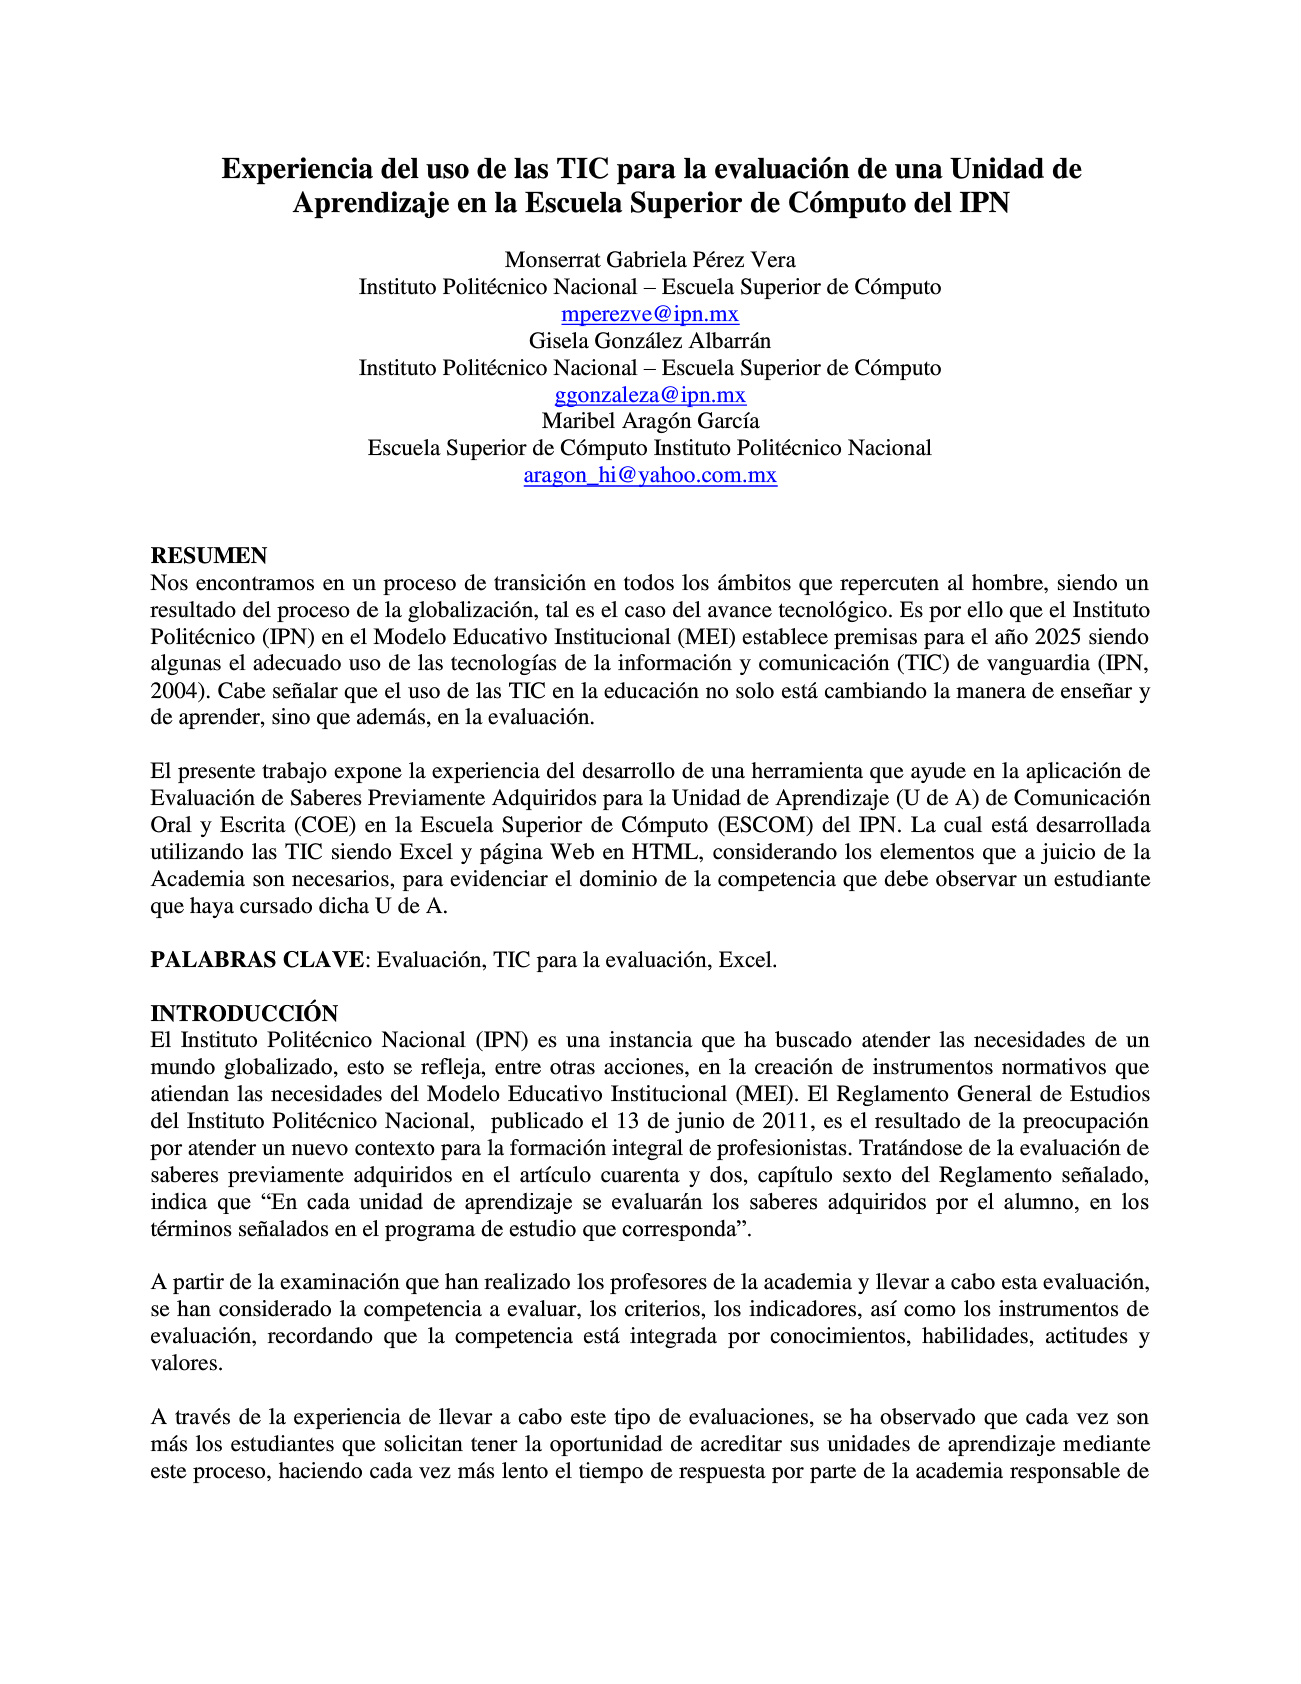 Experiencia del uso de las TIC para la evaluación de una Unidad de
Aprendizaje en la Escuela Superior de Cómputo del IPN
Monserrat Gabriela Pérez Vera
Instituto Politécnico Nacional – Escuela Superior de Cómputo
mperezve@ipn.mx
Gisela González Albarrán
Instituto Politécnico Nacional – Escuela Superior de Cómputo
ggonzaleza@ipn.mx
Maribel Aragón García
Escuela Superior de Cómputo Instituto Politécnico Nacional
aragon_hi@yahoo.com.mx
RESUMEN
Nos encontramos en un proceso de transición en todos los ámbitos que repercuten al hombre, siendo un
resultado del proceso de la globalización, tal es el caso del avance tecnológico. Es por ello que el Instituto
Politécnico (IPN) en el Modelo Educativo Institucional (MEI) establece premisas para el año 2025 siendo
algunas el adecuado uso de las tecnologías de la información y comunicación (TIC) de vanguardia (IPN,
2004). Cabe señalar que el uso de las TIC en la educación no solo está cambiando la manera de enseñar y
de aprender, sino que además, en la evaluación.
El presente trabajo expone la experiencia del desarrollo de una herramienta que ayude en la aplicación de
Evaluación de Saberes Previamente Adquiridos para la Unidad de Aprendizaje (U de A) de Comunicación
Oral y Escrita (COE) en la Escuela Superior de Cómputo (ESCOM) del IPN. La cual está desarrollada
utilizando las TIC siendo Excel y página Web en HTML, considerando los elementos que a juicio de la
Academia son necesarios, para evidenciar el dominio de la competencia que debe observar un estudiante
que haya cursado dicha U de A.
PALABRAS CLAVE: Evaluación, TIC para la evaluación, Excel.
INTRODUCCIÓN
El Instituto Politécnico Nacional (IPN) es una instancia que ha buscado atender las necesidades de un
mundo globalizado, esto se refleja, entre otras acciones, en la creación de instrumentos normativos que
atiendan las necesidades del Modelo Educativo Institucional (MEI). El Reglamento General de Estudios
del Instituto Politécnico Nacional,  publicado el 13 de junio de 2011, es el resultado de la preocupación
por atender un nuevo contexto para la formación integral de profesionistas. Tratándose de la evaluación de
saberes previamente adquiridos en el artículo cuarenta y dos, capítulo sexto del Reglamento señalado,
indica que “En cada unidad de aprendizaje se evaluarán los saberes adquiridos por el alumno, en los
términos señalados en el programa de estudio que corresponda”.
A partir de la examinación que han realizado los profesores de la academia y llevar a cabo esta evaluación,
se han considerado la competencia a evaluar, los criterios, los indicadores, así como los instrumentos de
evaluación, recordando que la competencia está integrada por conocimientos, habilidades, actitudes y
valores.
A través de la experiencia de llevar a cabo este tipo de evaluaciones, se ha observado que cada vez son
más los estudiantes que solicitan tener la oportunidad de acreditar sus unidades de aprendizaje mediante
este proceso, haciendo cada vez más lento el tiempo de respuesta por parte de la academia responsable de